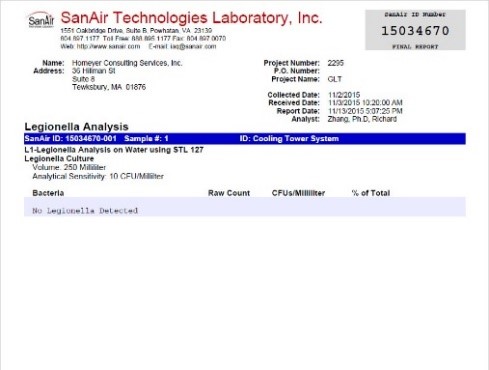 SanAir
SanAir Technologies Laboratory, Inc.
1551 Oakbridge Drive, Suite B, Powhatan, VA 23139
804.897.1177 Toll Free: 888.895.1177 Fax: 804.897.0070
Web: http://www.sanair.com E-mail: iaq@sanair.com
SanAir ID Number
15034670
FINAL REPORT
Name: Homeyer Consulting Services, Inc.
Address: 36 Hillman St
Suite 8
Tewksbury, MA 01876
Project Number: 2295
P.O. Number:
Project Name: GLT
Collected Date: 11/2/2015
Received Date: 11/3/2015 10:20:00 AM
Report Date: 11/13/2015 5:07:25 PM
Analyst: Zhang, Ph.D, Richard
Legionella Analysis
SanAir ID: 15034670-001 Sample #: 1 ID: Cooling Tower System
L1-Legionella Analysis on Water using STL 127
Legionella Culture
Volume: 250 Milliliter
Analytical Sensitivity: 10 CFU/Milliliter
Bacteria Raw Count CFUs/Milliliter % of Total
No Legionella Detected